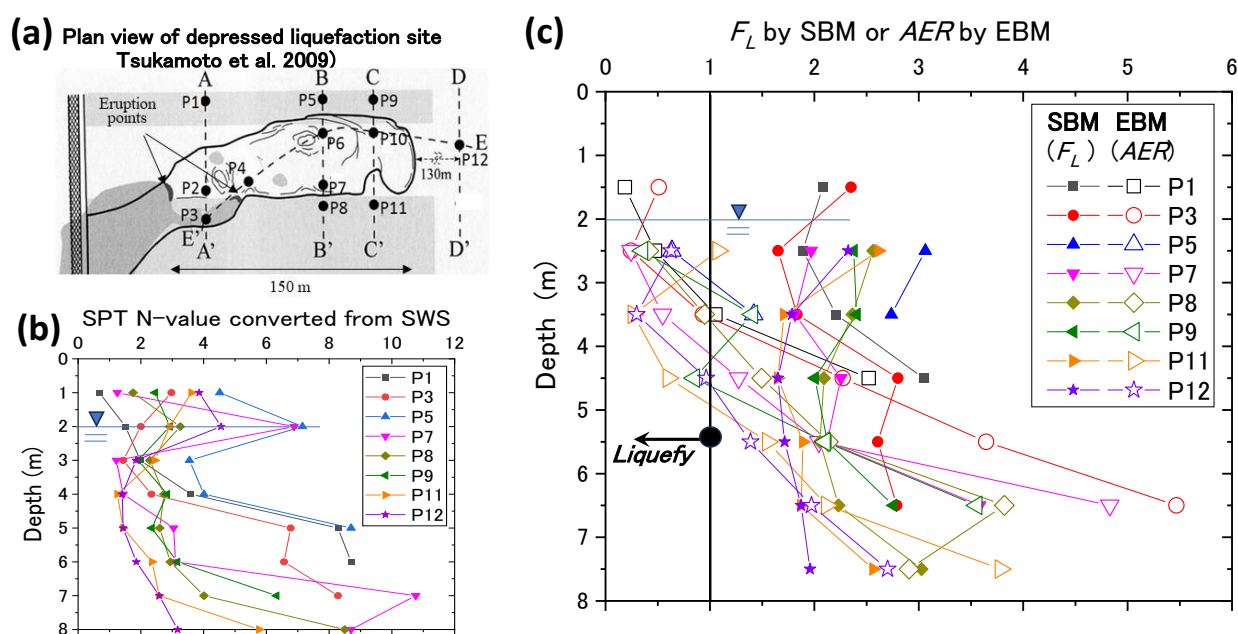 (a) Plan view of depressed liquefaction site
Tsukamoto et al. 2009)
A B C D
P1 P5 P9
Eruption
points
P6 P10 E
P12
P4
130m
P2 P7
P3 P8 P11
E'
A' B' C' D'
150 m
(b) SPT N-value converted from SWS
0 2 4 6 8 10 12
0
1
2
3
4
5
6
7
8
Depth (m)
P1
P3
P5
P7
P8
P9
P11
P12
(c) FL by SBM or AER by EBM
0 1 2 3 4 5 6
0
1
2
3
4
5
6
7
8
Depth (m)
SBM EBM
(FL) (AER)
P1
P3
P5
P7
P8
P9
P11
P12
Liquefy